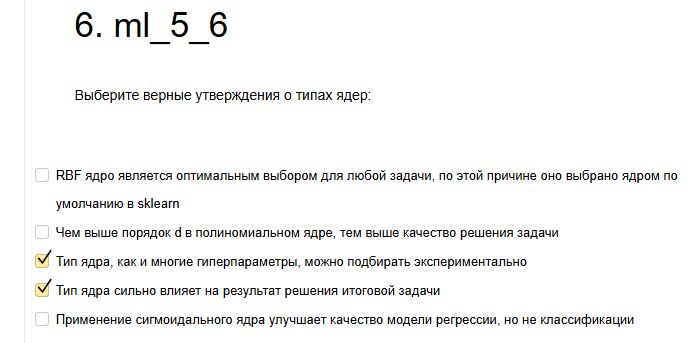 6. ml_5_6
Выберите верные утверждения о типах ядер:
RBF ядро является оптимальным выбором для любой задачи, по этой причине оно выбрано ядром по
умолчанию в sklearn
Чем выше порядок d в полиномиальном ядре, тем выше качество решения задачи
Тип ядра, как и многие гиперпараметры, можно подбирать экспериментально
Тип ядра сильно влияет на результат решения итоговой задачи
Применение сигмоидального ядра улучшает качество модели регрессии, но не классификации